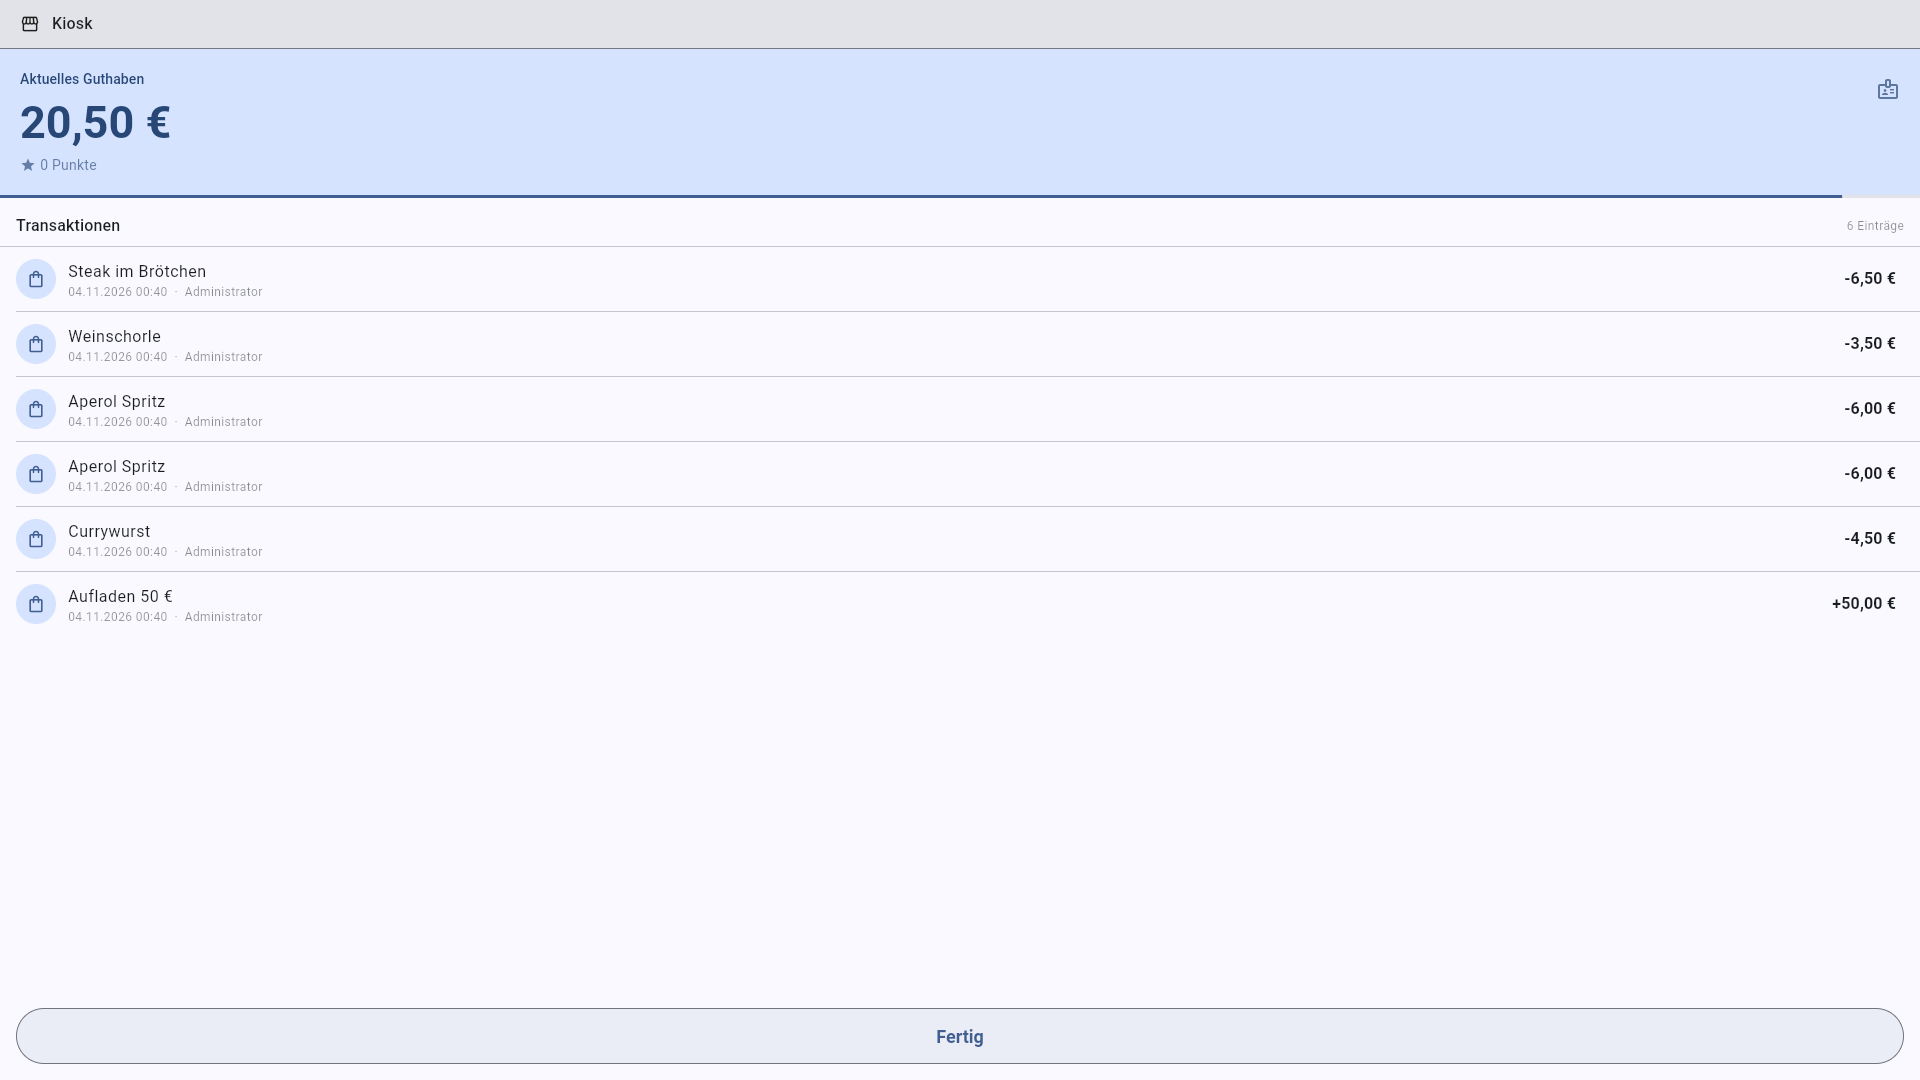 Kiosk
Aktuelles Guthaben
20,50 €
0 Punkte
Transaktionen
6 Einträge
Steak im Brötchen
04.11.2026 00:40 · Administrator
-6,50 €
Weinschorle
04.11.2026 00:40 · Administrator
-3,50 €
Aperol Spritz
04.11.2026 00:40 · Administrator
-6,00 €
Aperol Spritz
04.11.2026 00:40 · Administrator
-6,00 €
Currywurst
04.11.2026 00:40 · Administrator
-4,50 €
Aufladen 50 €
04.11.2026 00:40 · Administrator
+50,00 €
Fertig